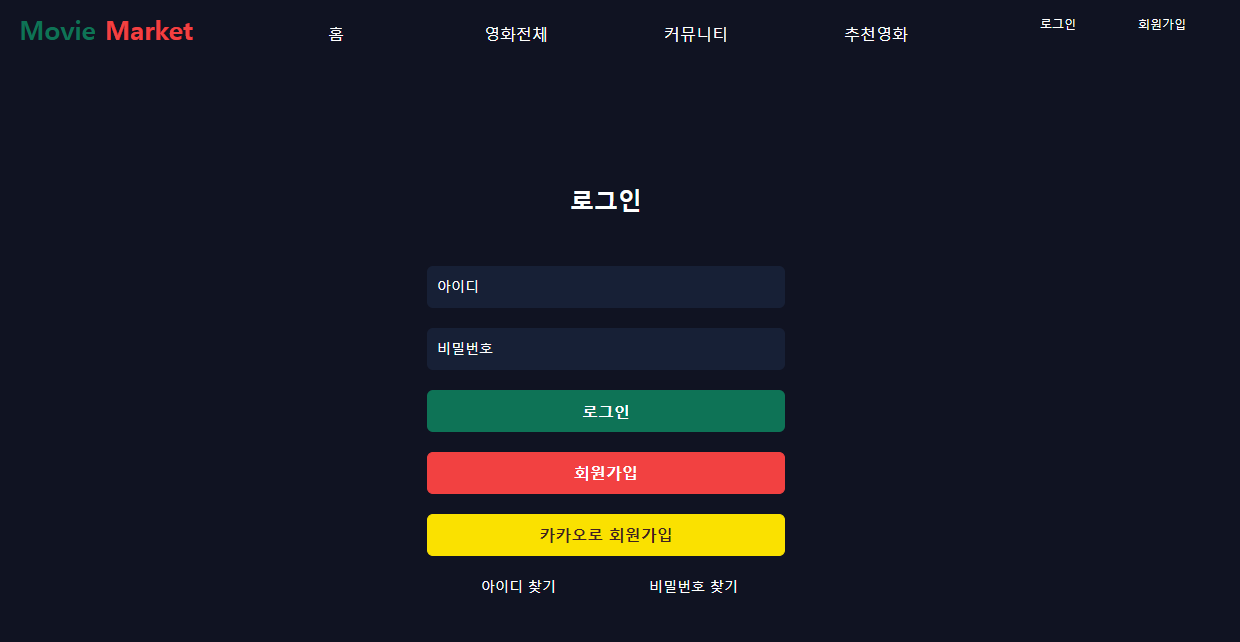 Movie Market 홈 영화전체 커뮤니티 추천영화 로그인 회원가입
로그인
아이디
비밀번호
로그인
회원가입
카카오로 회원가입
아이디 찾기 비밀번호 찾기